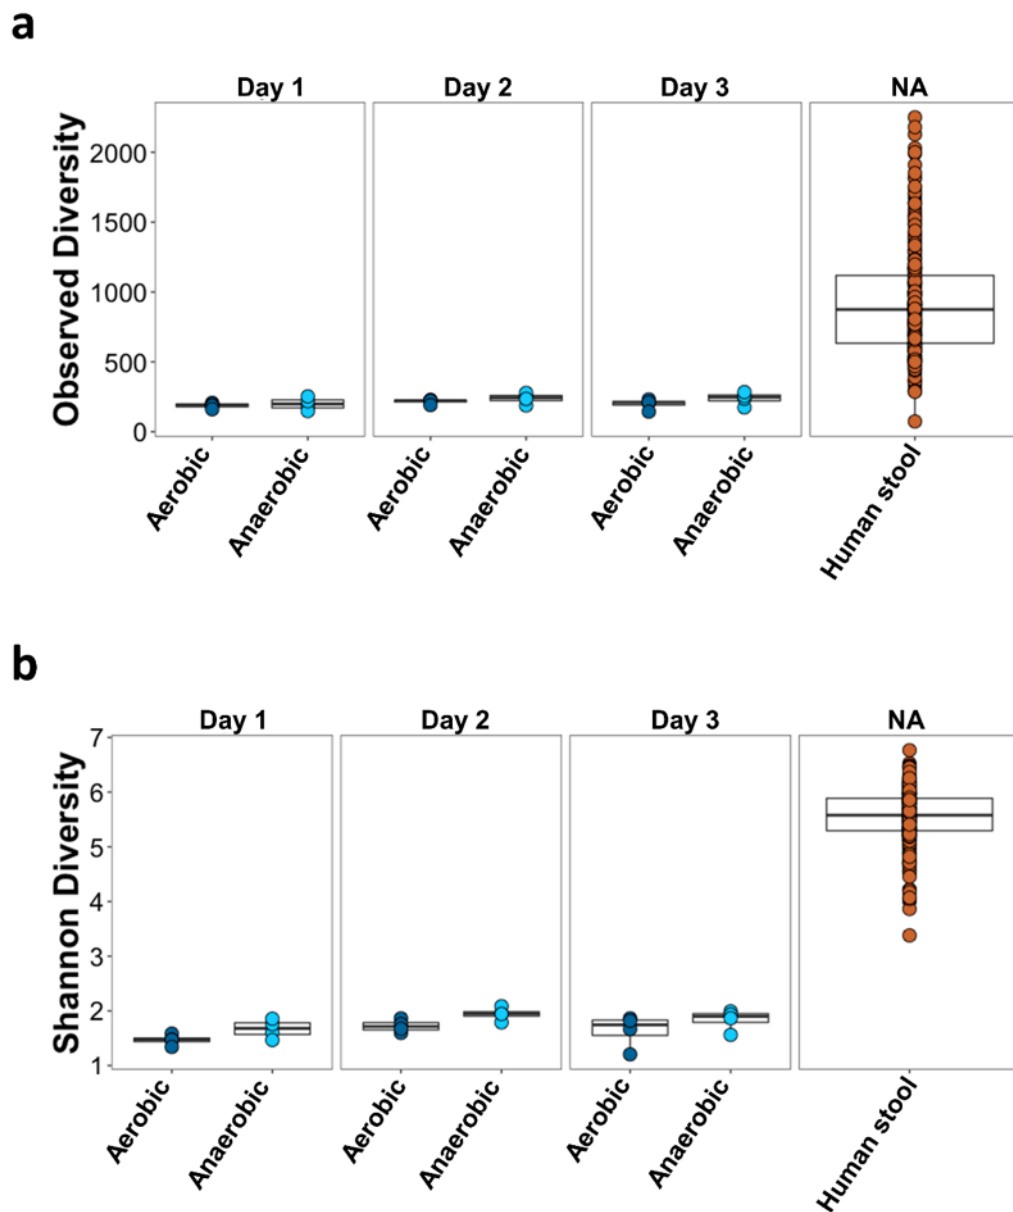 a
Day 1 Day 2 Day 3 NA
Observed Diversity
2000
1500
1000
500
0
Aerobic Anaerobic Aerobic Anaerobic Aerobic Anaerobic Human stool
b
Day 1 Day 2 Day 3 NA
Shannon Diversity
7
6
5
4
3
2
1
Aerobic Anaerobic Aerobic Anaerobic Aerobic Anaerobic Human stool